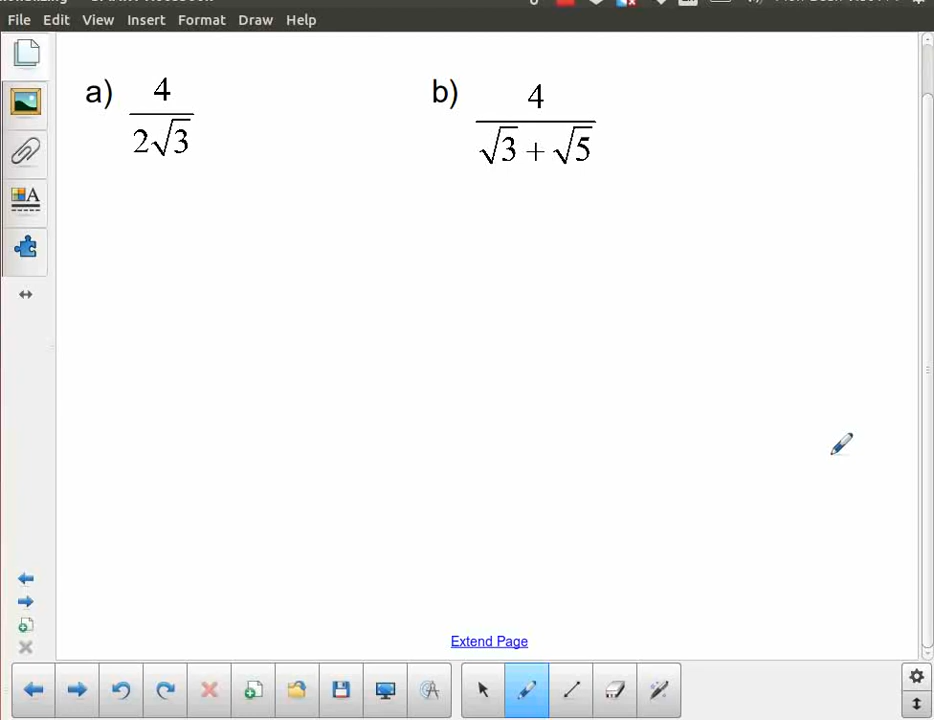 File Edit View Insert Format Draw Help
a) 4 / 2√3
b) 4 / √3 + √5
Extend Page